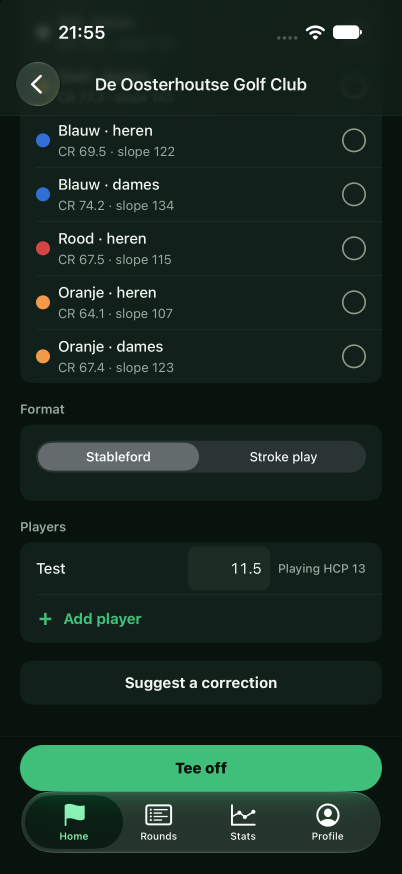 21:55
De Oosterhoutse Golf Club
Blauw · heren
CR 69.5 · slope 122
Blauw · dames
CR 74.2 · slope 134
Rood · heren
CR 67.5 · slope 115
Oranje · heren
CR 64.1 · slope 107
Oranje · dames
CR 67.4 · slope 123
Format
Stableford
Stroke play
Players
Test
11.5
Playing HCP 13
+ Add player
Suggest a correction
Tee off
Home
Rounds
Stats
Profile